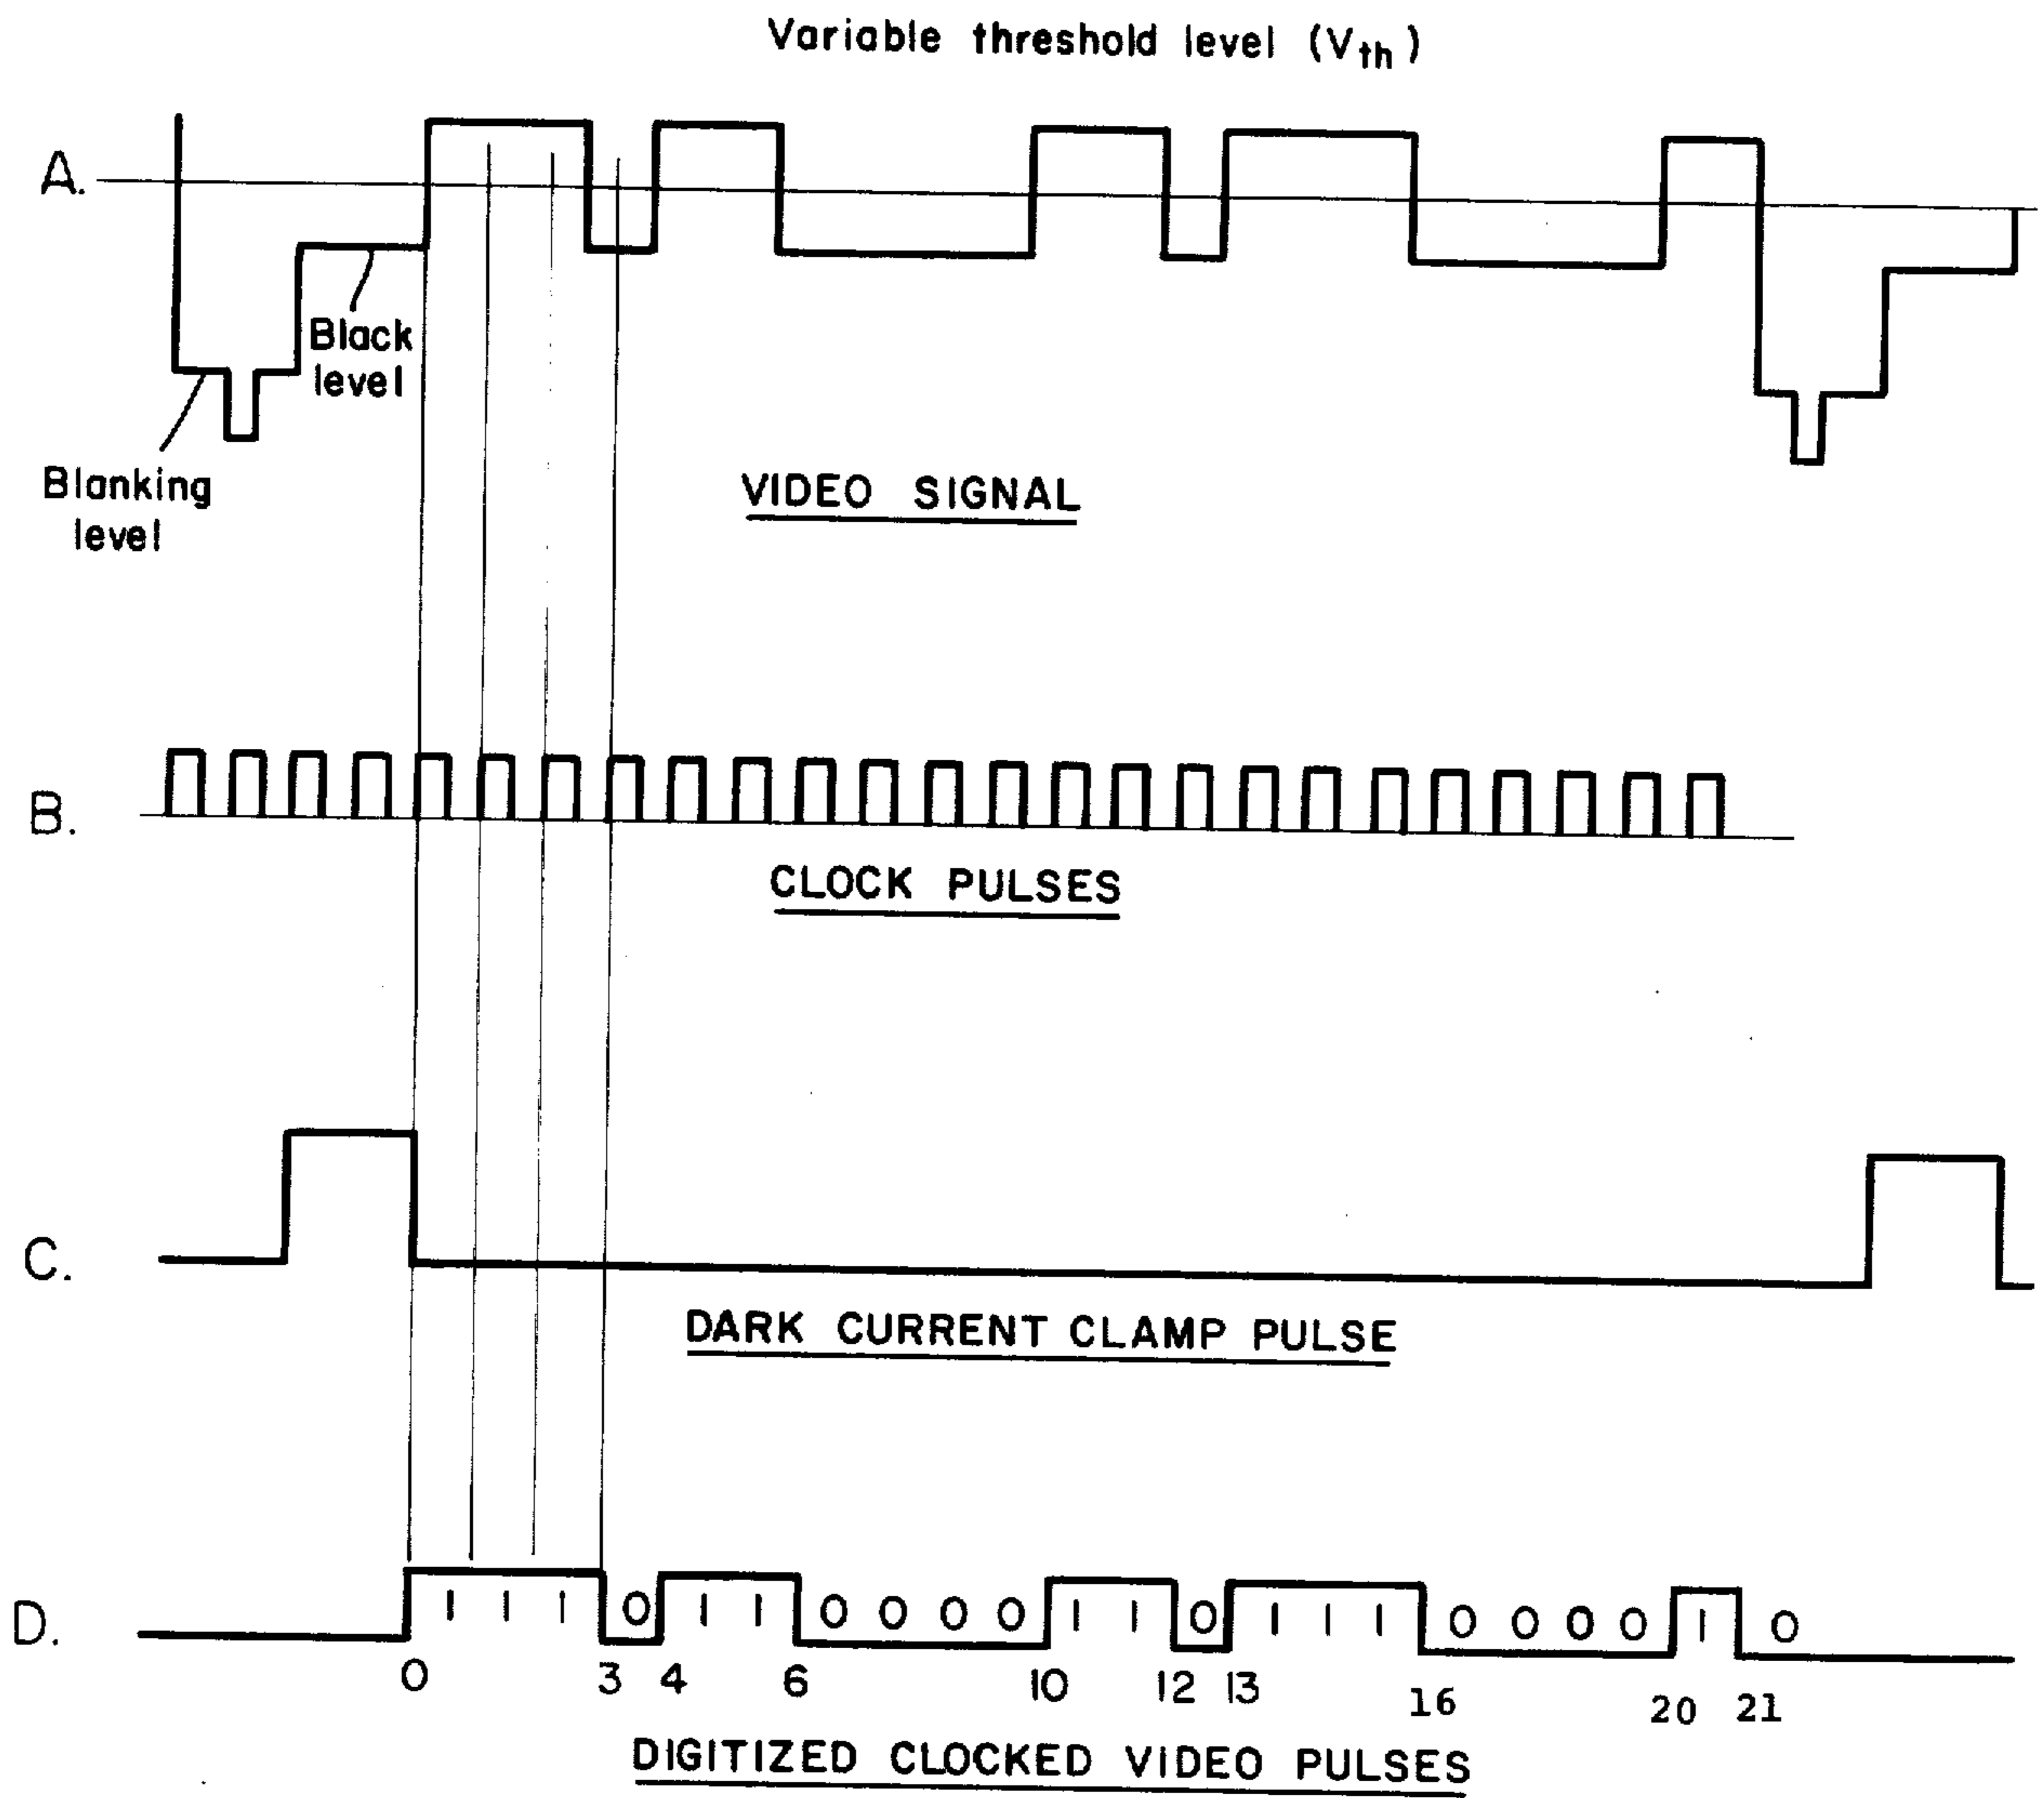 Variable threshold level (Vth)
A.
Black
level
Blanking
level
VIDEO SIGNAL
B.
CLOCK PULSES
C.
DARK CURRENT CLAMP PULSE
D.
1 1 1 0 1 1 0 0 0 0 1 1 0 1 1 1 0 0 0 0 1 0
0 3 4 6 10 12 13 16 20 21
DIGITIZED CLOCKED VIDEO PULSES